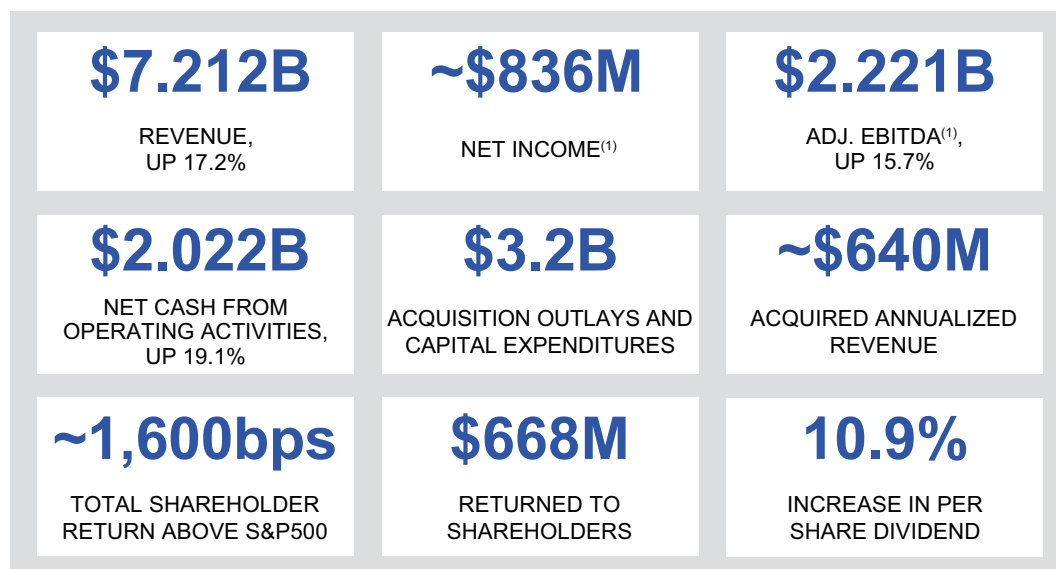 $7.212B
REVENUE,
UP 17.2%
~$836M
NET INCOME(1)
$2.221B
ADJ. EBITDA(1),
UP 15.7%
$2.022B
NET CASH FROM
OPERATING ACTIVITIES,
UP 19.1%
$3.2B
ACQUISITION OUTLAYS AND
CAPITAL EXPENDITURES
~$640M
ACQUIRED ANNUALIZED
REVENUE
~1,600bps
TOTAL SHAREHOLDER
RETURN ABOVE S&P500
$668M
RETURNED TO
SHAREHOLDERS
10.9%
INCREASE IN PER
SHARE DIVIDEND